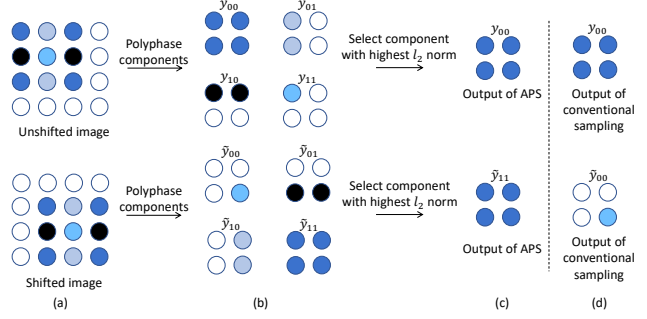 y₀₀
y₀₁
Polyphase
components
Select component
with highest l₂ norm
y₁₀
y₁₁
Unshifted image
y₀₀
Output of APS
y₀₀
Output of
conventional
sampling
ỹ₀₀
ỹ₀₁
Polyphase
components
Select component
with highest l₂ norm
ỹ₁₀
ỹ₁₁
Shifted image
ỹ₁₁
Output of APS
ỹ₀₀
Output of
conventional
sampling
(a)
(b)
(c)
(d)